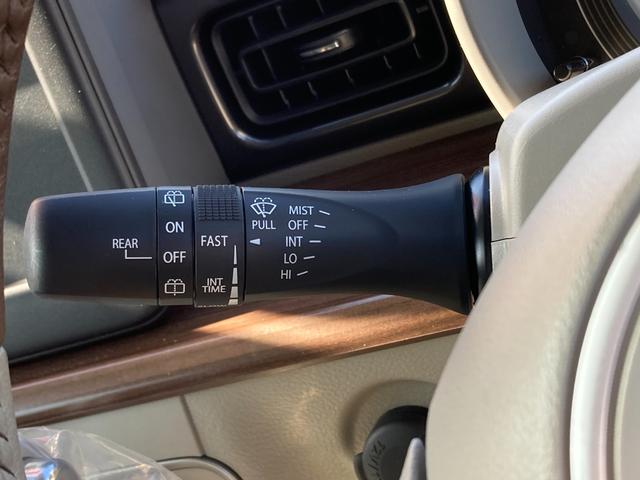 REAR
ON
OFF
FAST
INT
TIME
PULL
MIST
OFF
INT
LO
HI